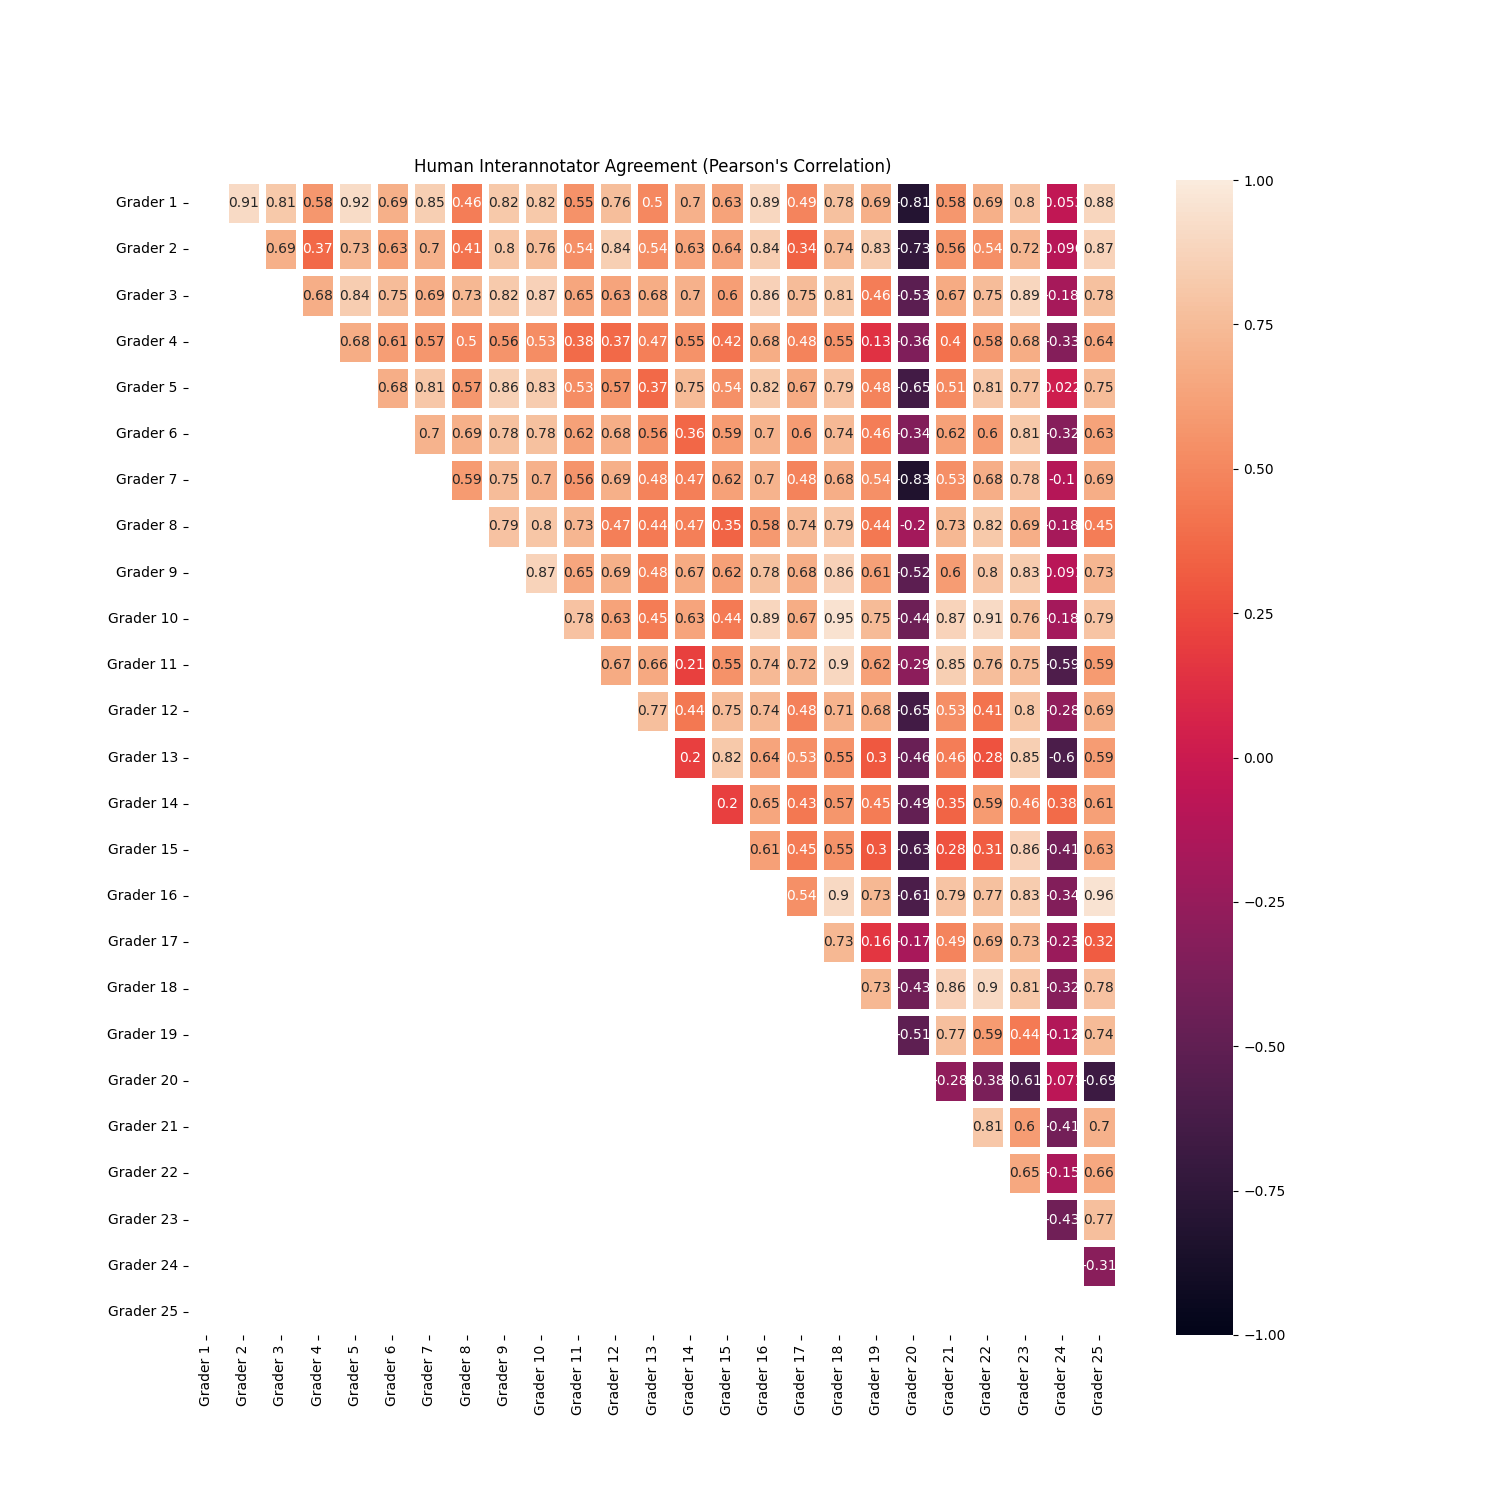 Human Interannotator Agreement (Pearson's Correlation)
Grader 1 0.91 0.81 0.58 0.92 0.69 0.85 0.46 0.82 0.82 0.55 0.76 0.5 0.7 0.63 0.89 0.49 0.78 0.69 -0.81 0.58 0.69 0.8 0.88
Grader 2 0.69 0.37 0.73 0.63 0.7 0.41 0.8 0.76 0.54 0.84 0.54 0.63 0.64 0.84 0.34 0.74 0.83 -0.73 0.56 0.54 0.72 0.87
Grader 3 0.68 0.84 0.75 0.69 0.73 0.82 0.87 0.65 0.63 0.68 0.7 0.6 0.86 0.75 0.81 0.46 -0.53 0.67 0.75 0.89 -0.18 0.78
Grader 4 0.68 0.61 0.57 0.5 0.56 0.53 0.38 0.37 0.47 0.55 0.42 0.68 0.48 0.55 0.13 -0.36 0.4 0.58 0.68 -0.33 0.64
Grader 5 0.68 0.81 0.57 0.86 0.83 0.53 0.57 0.37 0.75 0.54 0.82 0.67 0.79 0.48 -0.65 0.51 0.81 0.77 0.022 0.75
Grader 6 0.7 0.69 0.78 0.78 0.62 0.68 0.56 0.36 0.59 0.7 0.6 0.74 0.46 -0.34 0.62 0.6 0.81 -0.32 0.63
Grader 7 0.59 0.75 0.7 0.56 0.69 0.48 0.47 0.62 0.7 0.48 0.68 0.54 -0.83 0.53 0.68 0.78 -0.1 0.69
Grader 8 0.79 0.8 0.73 0.47 0.44 0.47 0.35 0.58 0.74 0.79 0.44 -0.2 0.73 0.82 0.69 -0.18 0.45
Grader 9 0.87 0.65 0.69 0.48 0.67 0.62 0.78 0.68 0.86 0.61 -0.52 0.6 0.8 0.83 0.73
Grader 10 0.78 0.63 0.45 0.63 0.44 0.89 0.67 0.95 0.75 -0.44 0.87 0.91 0.76 -0.18 0.79
Grader 11 0.67 0.66 0.21 0.55 0.74 0.72 0.9 0.62 -0.29 0.85 0.76 0.75 -0.59 0.59
Grader 12 0.77 0.44 0.75 0.74 0.48 0.71 0.68 -0.65 0.53 0.41 0.8 -0.28 0.69
Grader 13 0.2 0.82 0.64 0.53 0.55 0.3 -0.46 0.46 0.28 0.85 -0.6 0.59
Grader 14 0.2 0.65 0.43 0.57 0.45 -0.49 0.35 0.59 0.46 0.38 0.61
Grader 15 0.61 0.45 0.55 0.3 -0.63 0.28 0.31 0.86 -0.41 0.63
Grader 16 0.54 0.9 0.73 -0.61 0.79 0.77 0.83 -0.34 0.96
Grader 17 0.73 0.16 -0.17 0.49 0.69 0.73 -0.23 0.32
Grader 18 0.73 -0.43 0.86 0.9 0.81 -0.32 0.78
Grader 19 -0.51 0.77 0.59 0.44 -0.12 0.74
Grader 20 -0.28 -0.38 -0.61 -0.69
Grader 21 0.81 0.6 -0.41 0.7
Grader 22 0.65 -0.15 0.66
Grader 23 -0.43 0.77
Grader 24 -0.31
Grader 25
Grader 1
Grader 2
Grader 3
Grader 4
Grader 5
Grader 6
Grader 7
Grader 8
Grader 9
Grader 10
Grader 11
Grader 12
Grader 13
Grader 14
Grader 15
Grader 16
Grader 17
Grader 18
Grader 19
Grader 20
Grader 21
Grader 22
Grader 23
Grader 24
Grader 25
1.00
0.75
0.50
0.25
0.00
−0.25
−0.50
−0.75
−1.00